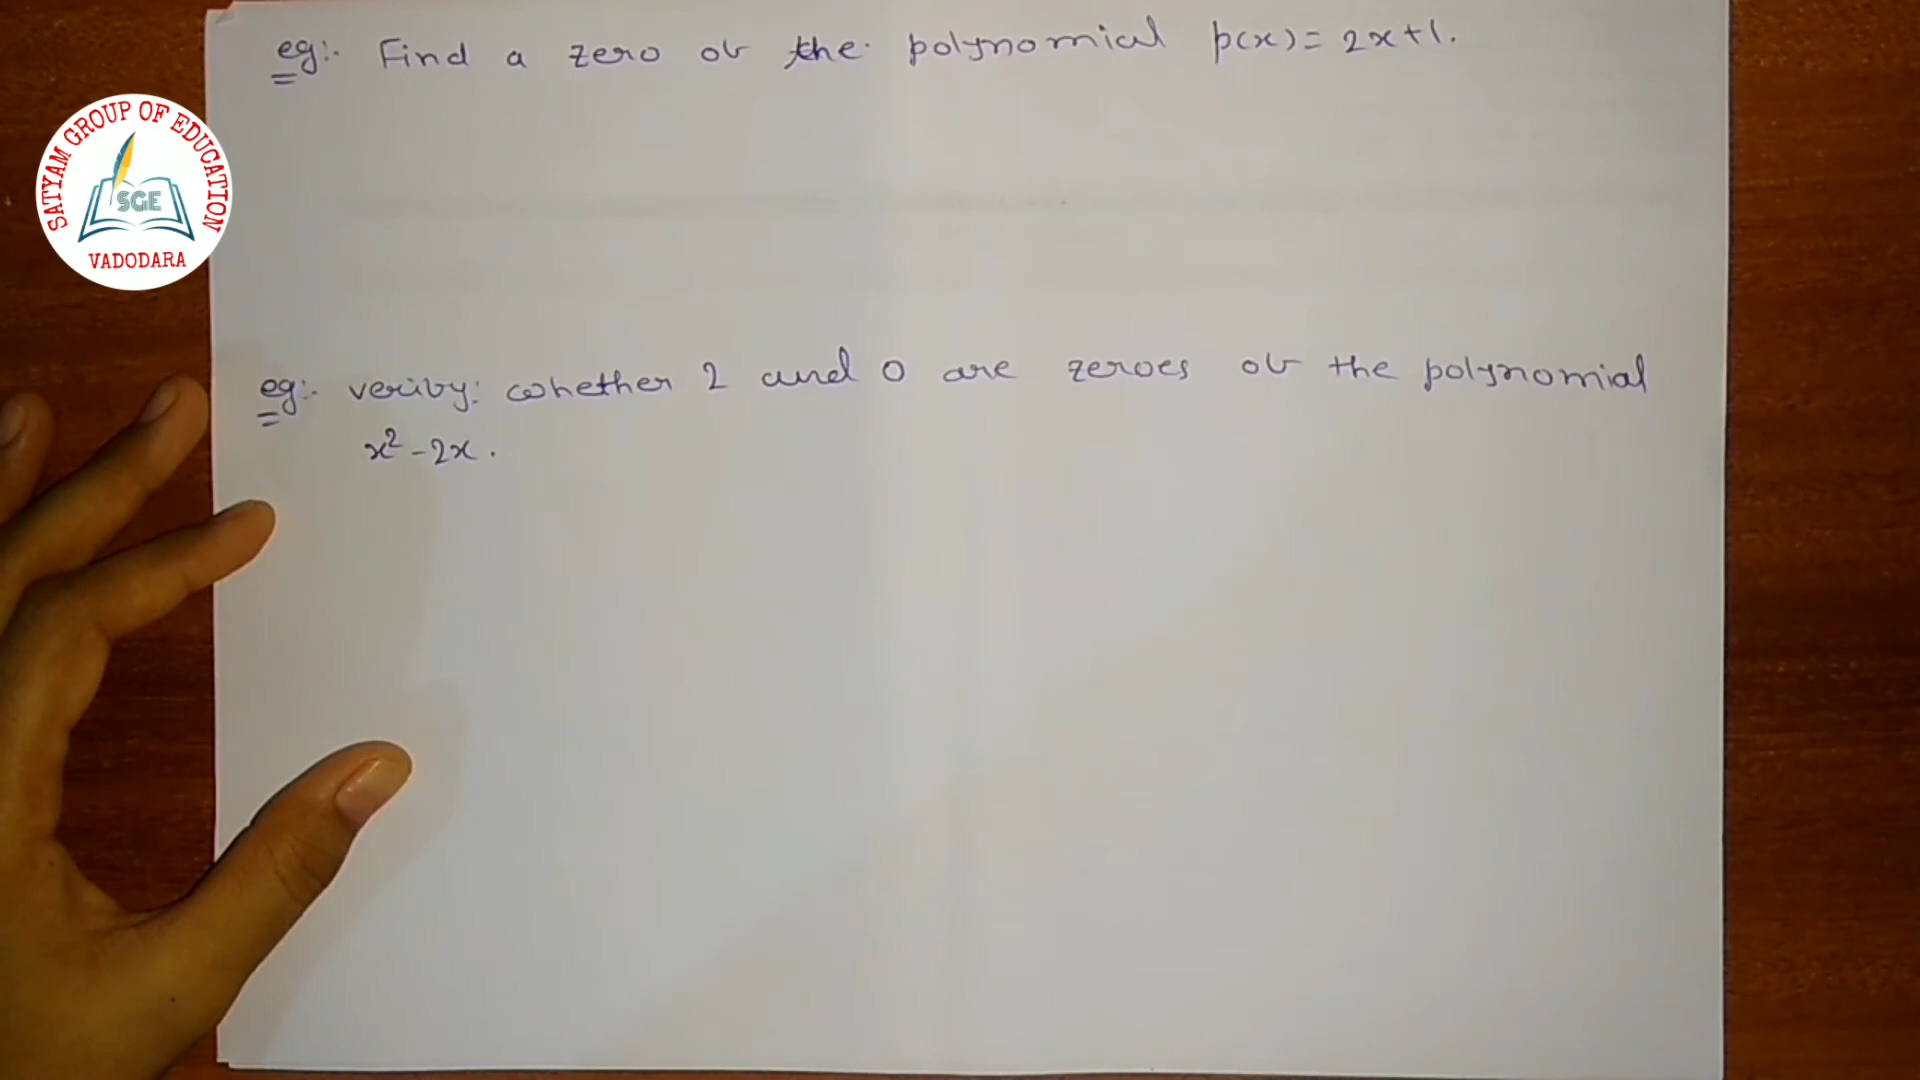 eg:- Find a zero of the polynomial p(x) = 2x+1.
SATYAM GROUP OF EDUCATION
SGE
VADODARA
eg:- verify: whether 2 and 0 are zeroes of the polynomial
x² - 2x.